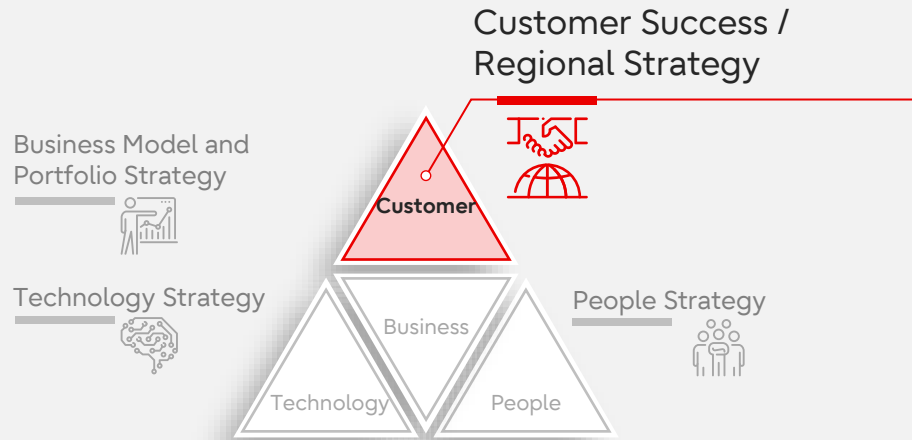 Customer Success /
Regional Strategy
Business Model and
Portfolio Strategy
Customer
Technology Strategy
People Strategy
Business
Technology
People